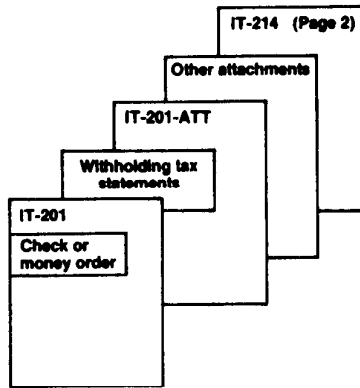 IT-214 (Page 2)
Other attachments
IT-201-ATT
Withholding tax
statements
IT-201
Check or
money order